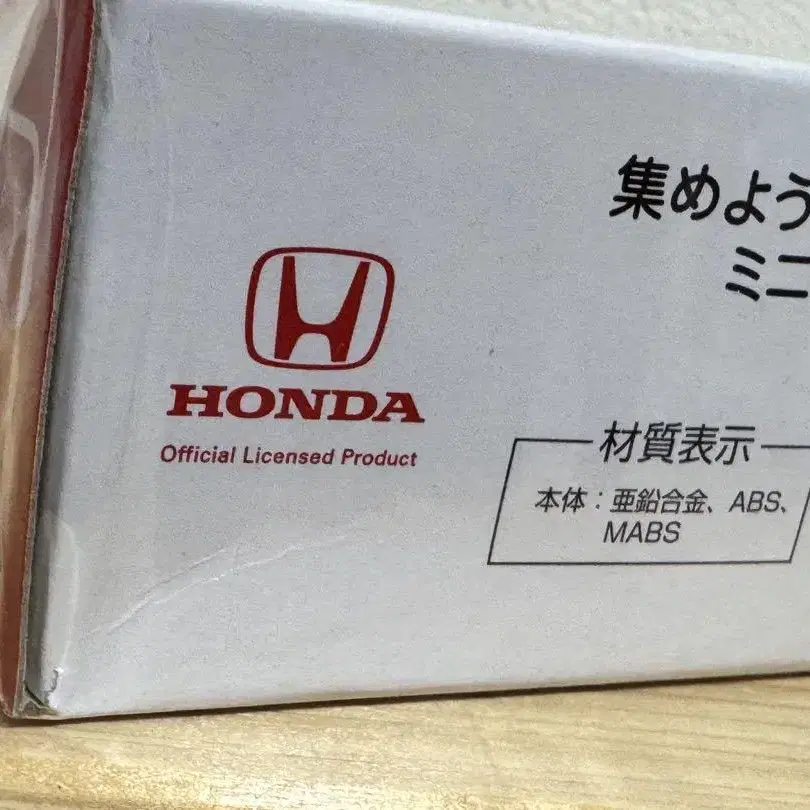 集めよう
ミニ
HONDA
Official Licensed Product
材質表示
本体：亜鉛合金、ABS、
MABS